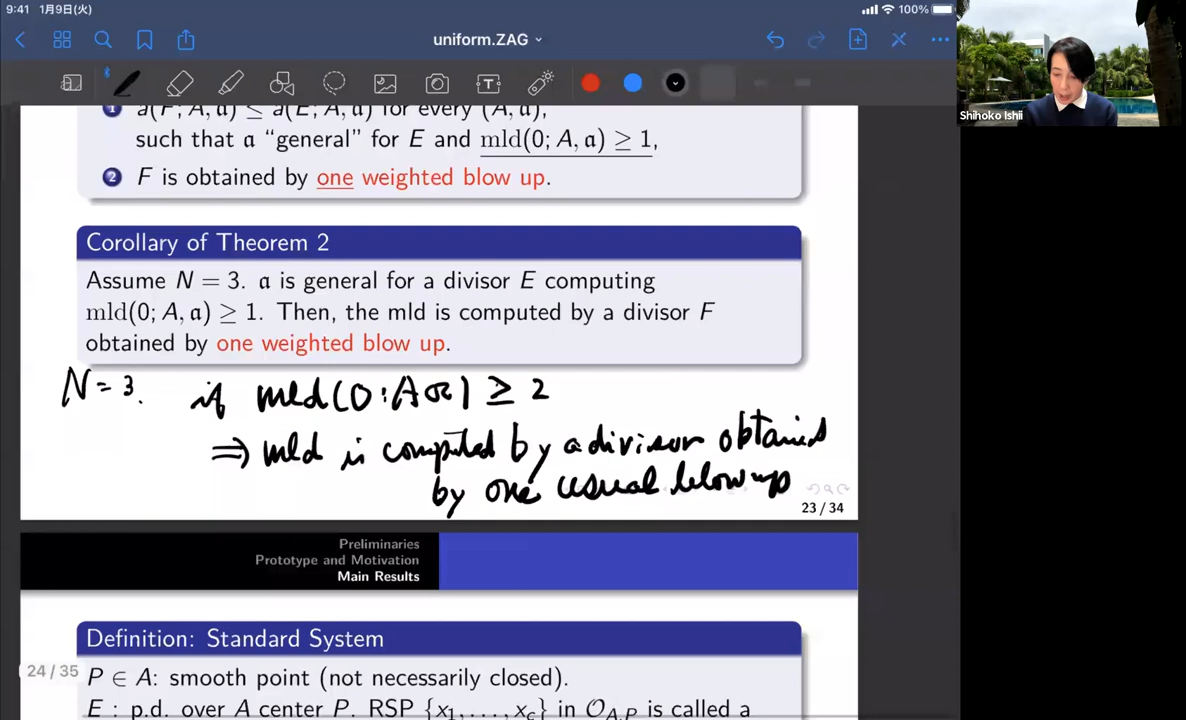 9:41 1月9日(火)
100%
uniform.ZAG
Shihoko Ishii
1 a(F; A, 𝔞) ≤ a(E; A, 𝔞) for every (A, 𝔞),
such that 𝔞 “general” for E and mld(0; A, 𝔞) ≥ 1,
2 F is obtained by one weighted blow up.
Corollary of Theorem 2
Assume N = 3. 𝔞 is general for a divisor E computing
mld(0; A, 𝔞) ≥ 1. Then, the mld is computed by a divisor F
obtained by one weighted blow up.
N = 3. if mld(0 : A 𝔞) ≥ 2
⇒ mld is computed by a divisor obtained
by one usual blow up
23 / 34
Preliminaries
Prototype and Motivation
Main Results
Definition: Standard System
24 / 35
P ∈ A: smooth point (not necessarily closed).
E : p.d. over A center P. RSP {x₁, . . . , x_c} in 𝒪_{A,P} is called a